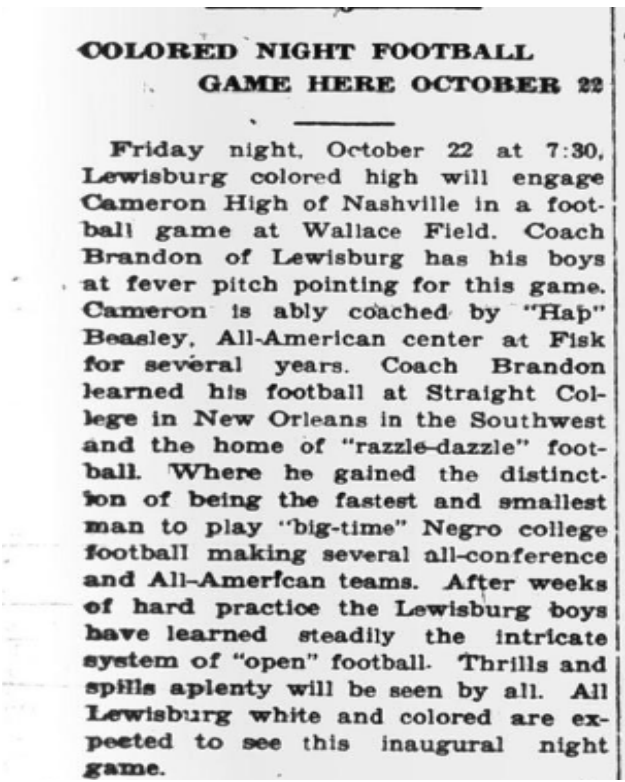 COLORED NIGHT FOOTBALL
GAME HERE OCTOBER 22
Friday night, October 22 at 7:30,
Lewisburg colored high will engage
Cameron High of Nashville in a foot-
ball game at Wallace Field. Coach
Brandon of Lewisburg has his boys
at fever pitch pointing for this game.
Cameron is ably coached by "Hap"
Beasley, All-American center at Fisk
for several years. Coach Brandon
learned his football at Straight Col-
lege in New Orleans in the Southwest
and the home of "razzle-dazzle" foot-
ball. Where he gained the distinct-
ion of being the fastest and smallest
man to play "big-time" Negro college
football making several all-conference
and All-American teams. After weeks
of hard practice the Lewisburg boys
have learned steadily the intricate
system of "open" football. Thrills and
spills aplenty will be seen by all. All
Lewisburg white and colored are ex-
pected to see this inaugural night
game.